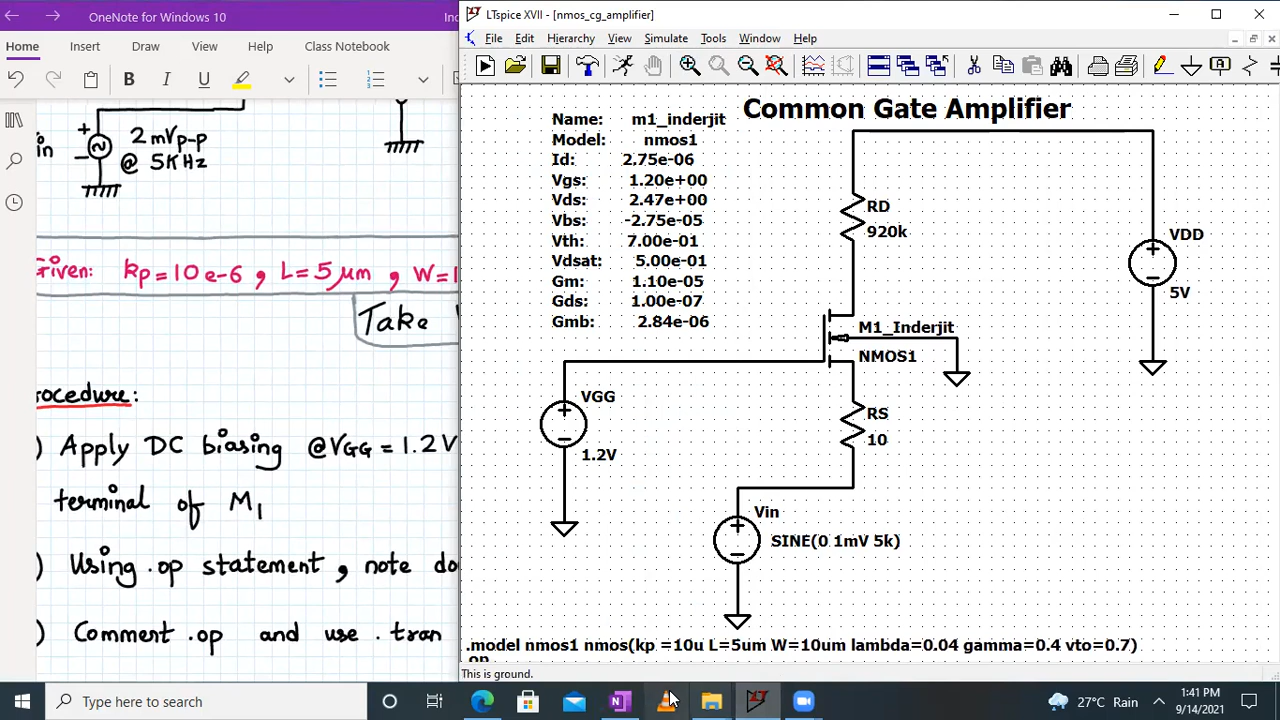 OneNote for Windows 10
Home Insert Draw View Help Class Notebook
B I U
in
+
-
2 mVp-p
@ 5KHz
Given: kp=10e-6, L=5μm, W=1
Take
rocedure:
) Apply DC biasing @VGG=1.2V
terminal of M1
) Using .op statement, note do
) Comment .op and use .tran
LTspice XVII - [nmos_cg_amplifier]
File Edit Hierarchy View Simulate Tools Window Help
Common Gate Amplifier
Name: m1_inderjit
Model: nmos1
Id: 2.75e-06
Vgs: 1.20e+00
Vds: 2.47e+00
Vbs: -2.75e-05
Vth: 7.00e-01
Vdsat: 5.00e-01
Gm: 1.10e-05
Gds: 1.00e-07
Gmb: 2.84e-06
RD
920k
VDD
5V
M1_Inderjit
NMOS1
VGG
1.2V
RS
10
Vin
SINE(0 1mV 5k)
.model nmos1 nmos(kp =10u L=5um W=10um lambda=0.04 gamma=0.4 vto=0.7)
.op
This is ground.
Type here to search
27°C Rain
1:41 PM
9/14/2021